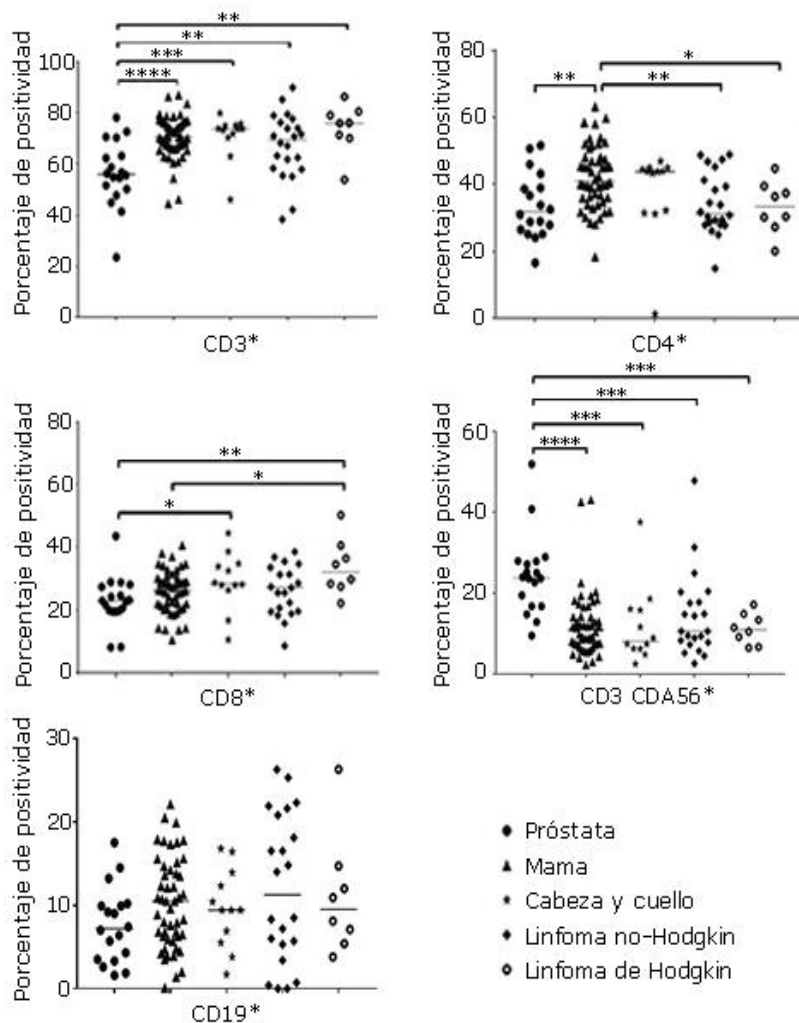 **
**
***
****
100
80
60
40
20
0
Porcentaje de positividad
CD3*
*
**
**
80
60
40
20
0
Porcentaje de positividad
CD4*
**
*
*
80
60
40
20
0
Porcentaje de positividad
CD8*
***
***
***
****
60
40
20
0
Porcentaje de positividad
CD3 CDA56*
30
20
10
0
Porcentaje de positividad
CD19*
Próstata
Mama
Cabeza y cuello
Linfoma no-Hodgkin
Linfoma de Hodgkin